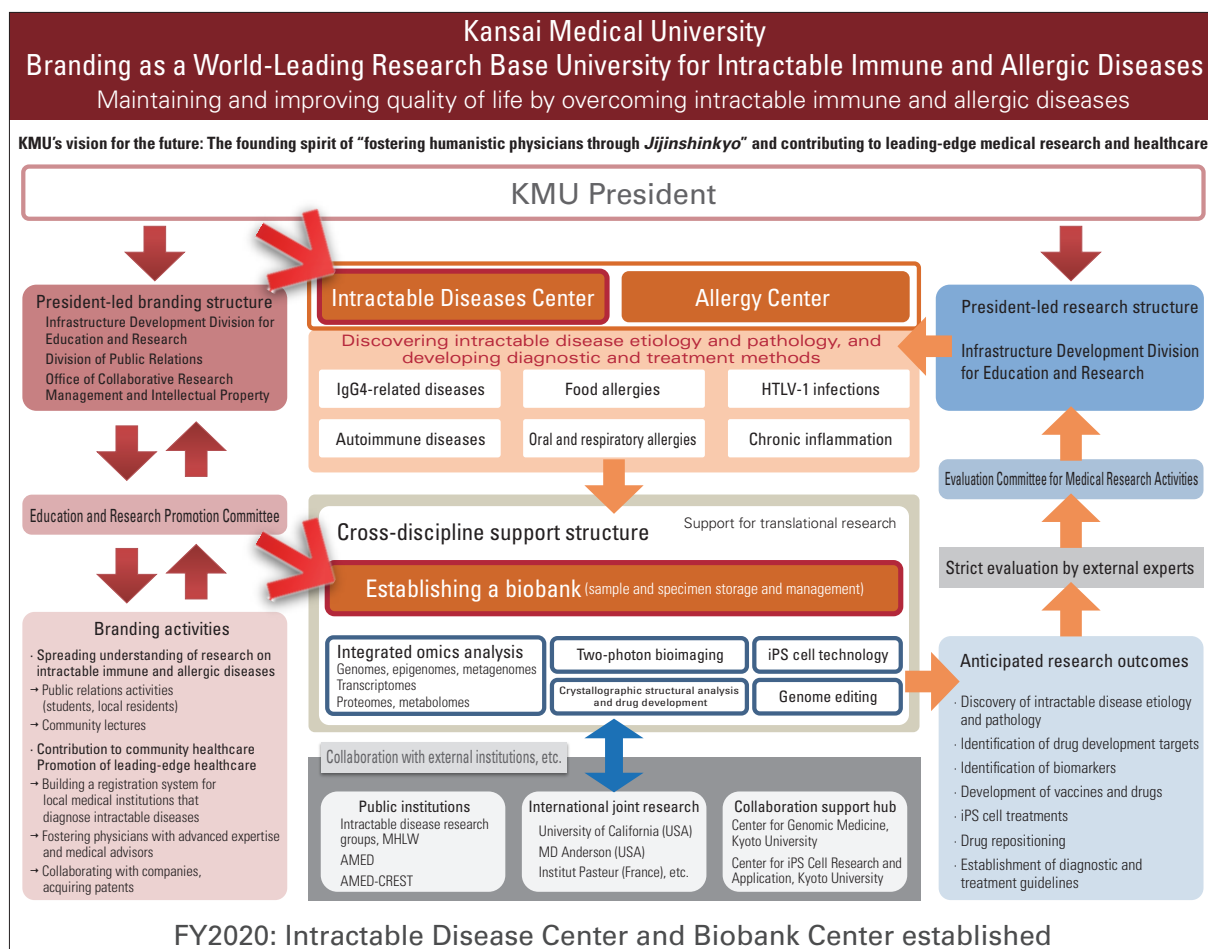 Kansai Medical University
Branding as a World-Leading Research Base University for Intractable Immune and Allergic Diseases
Maintaining and improving quality of life by overcoming intractable immune and allergic diseases
KMU's vision for the future: The founding spirit of “fostering humanistic physicians through Jijinshinkyo” and contributing to leading-edge medical research and healthcare
KMU President
President-led branding structure
Infrastructure Development Division for
Education and Research
Division of Public Relations
Office of Collaborative Research
Management and Intellectual Property
Education and Research Promotion Committee
Branding activities
· Spreading understanding of research on
intractable immune and allergic diseases
→ Public relations activities
(students, local residents)
→ Community lectures
· Contribution to community healthcare
Promotion of leading-edge healthcare
→ Building a registration system for
local medical institutions that
diagnose intractable diseases
→ Fostering physicians with advanced expertise
and medical advisors
→ Collaborating with companies,
acquiring patents
Intractable Diseases Center
Allergy Center
Discovering intractable disease etiology and pathology, and
developing diagnostic and treatment methods
IgG4-related diseases
Food allergies
HTLV-1 infections
Autoimmune diseases
Oral and respiratory allergies
Chronic inflammation
Cross-discipline support structure
Support for translational research
Establishing a biobank (sample and specimen storage and management)
Integrated omics analysis
Genomes, epigenomes, metagenomes
Transcriptomes
Proteomes, metabolomes
Two-photon bioimaging
iPS cell technology
Crystallographic structural analysis
and drug development
Genome editing
Collaboration with external institutions, etc.
Public institutions
Intractable disease research
groups, MHLW
AMED
AMED-CREST
International joint research
University of California (USA)
MD Anderson (USA)
Institut Pasteur (France), etc.
Collaboration support hub
Center for Genomic Medicine,
Kyoto University
Center for iPS Cell Research and
Application, Kyoto University
President-led research structure
Infrastructure Development Division
for Education and Research
Evaluation Committee for Medical Research Activities
Strict evaluation by external experts
Anticipated research outcomes
· Discovery of intractable disease etiology
and pathology
· Identification of drug development targets
· Identification of biomarkers
· Development of vaccines and drugs
· iPS cell treatments
· Drug repositioning
· Establishment of diagnostic and
treatment guidelines
FY2020: Intractable Disease Center and Biobank Center established